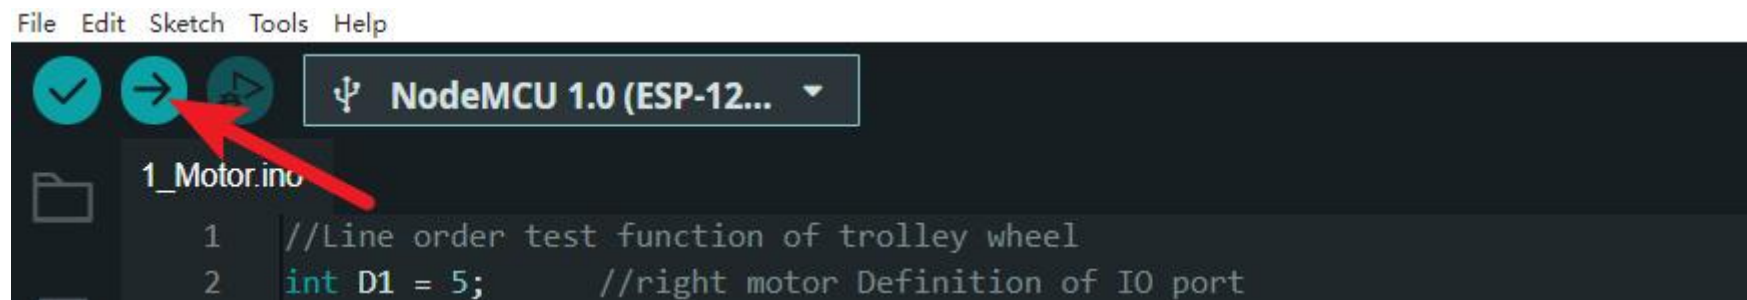 File Edit Sketch Tools Help
NodeMCU 1.0 (ESP-12...
1_Motor.ino
1 //Line order test function of trolley wheel
2 int D1 = 5; //right motor Definition of IO port